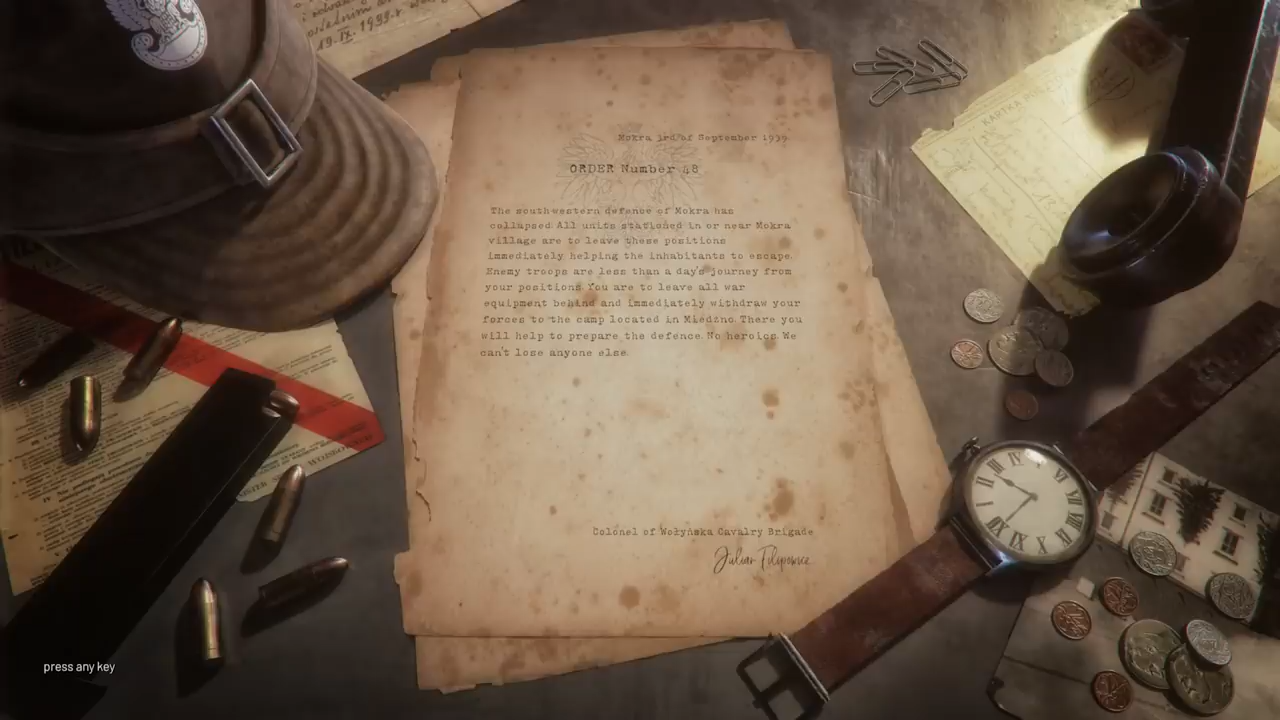 19.IX.1939.r
KARTKA
Mokra 3rd of September 1939
ORDER Number 48
The southwestern defence of Mokra has
collapsed All units stationed in or near Mokra
village are to leave these positions
immediately helping the inhabitants to escape.
Enemy troops are less than a day's journey from
your positions You are to leave all war
equipment behind and immediately withdraw your
forces to the camp located in Miedzno. There you
will help to prepare the defence. No heroics. We
can't lose anyone else.
Colonel of Wołyńska Cavalry Brigade
Julian Filipowicz
press any key